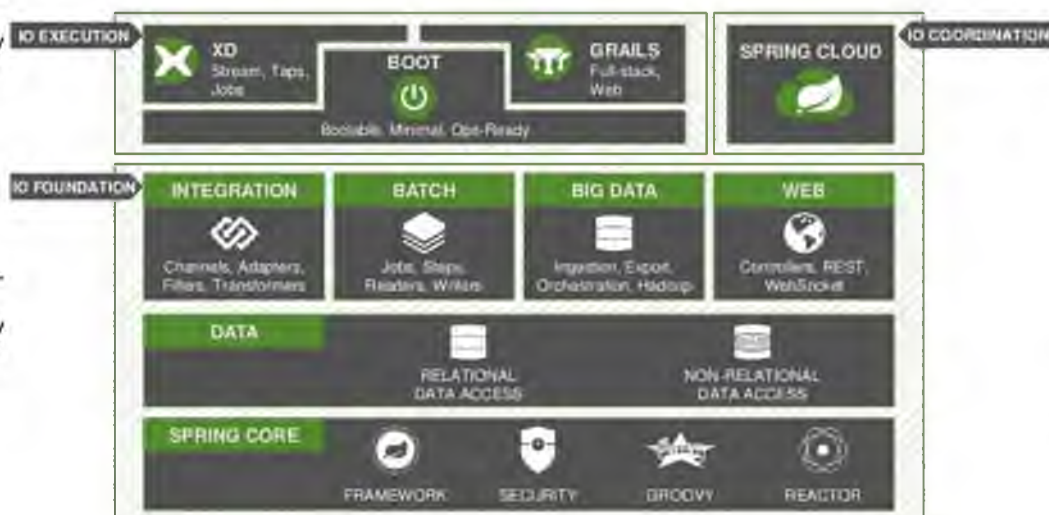 IO EXECUTION
XD
Stream, Taps,
Jobs
BOOT
GRAILS
Full-stack,
Web
Bootable, Minimal, Ops-Ready
SPRING CLOUD
IO COORDINATION
IO FOUNDATION
INTEGRATION
Channels, Adapters,
Filters, Transformers
BATCH
Jobs, Steps,
Readers, Writers
BIG DATA
Ingestion, Export,
Orchestration, Hadoop
WEB
Controllers, REST,
WebSocket
DATA
RELATIONAL
DATA ACCESS
NON-RELATIONAL
DATA ACCESS
SPRING CORE
FRAMEWORK
SECURITY
GROOVY
REACTOR